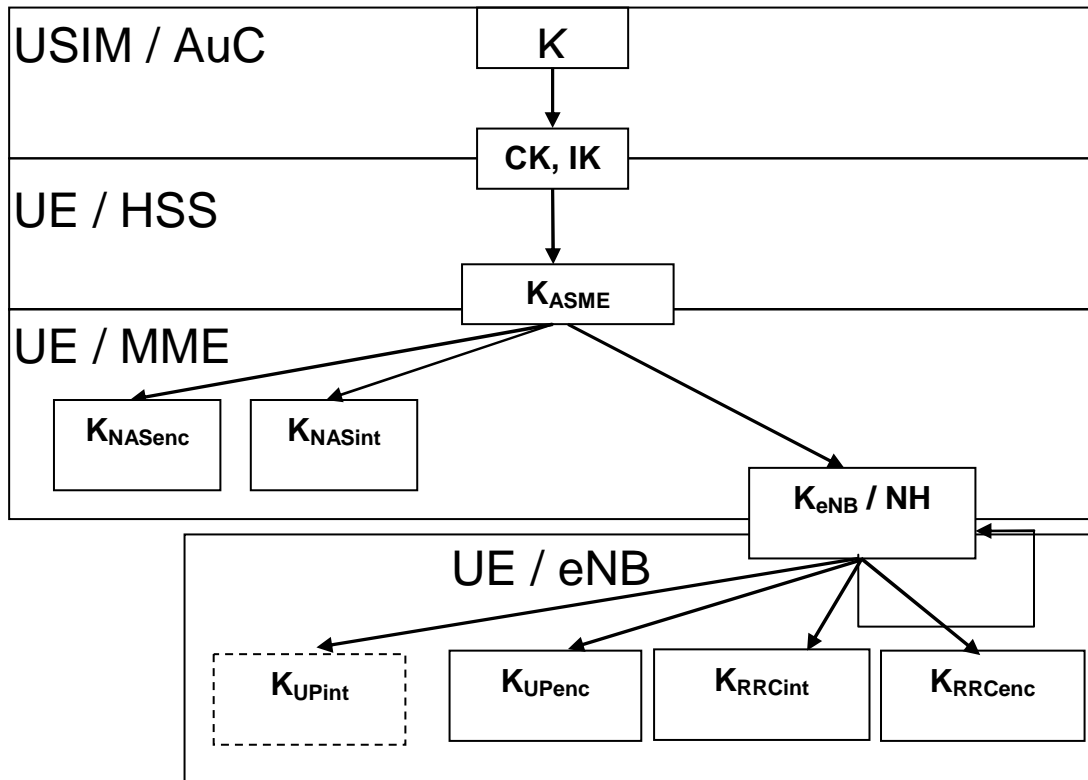 USIM / AuC
K
CK, IK
UE / HSS
KASME
UE / MME
KNASenc
KNASint
KeNB / NH
UE / eNB
KUPint
KUPenc
KRRCint
KRRCenc